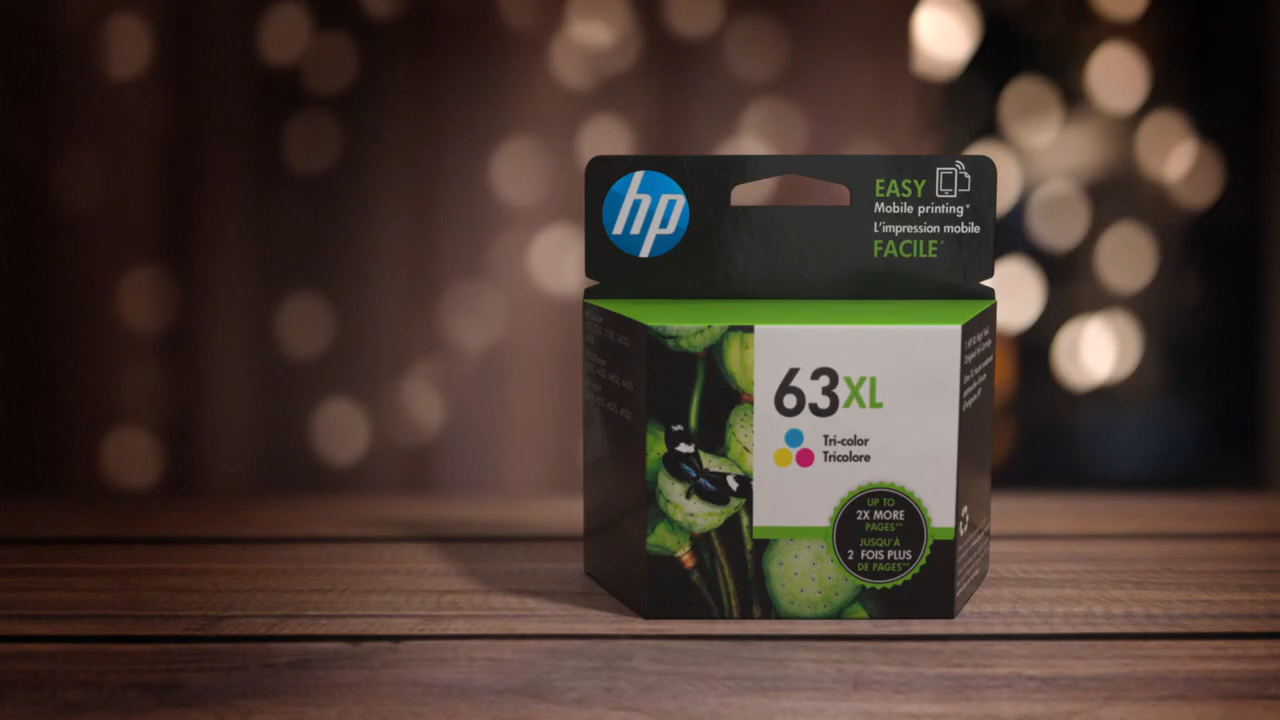 hp
EASY
Mobile printing*
L'impression mobile
FACILE*
63XL
Tri-color
Tricolore
UP TO
2X MORE
PAGES**
JUSQU'À
2 FOIS PLUS
DE PAGES**